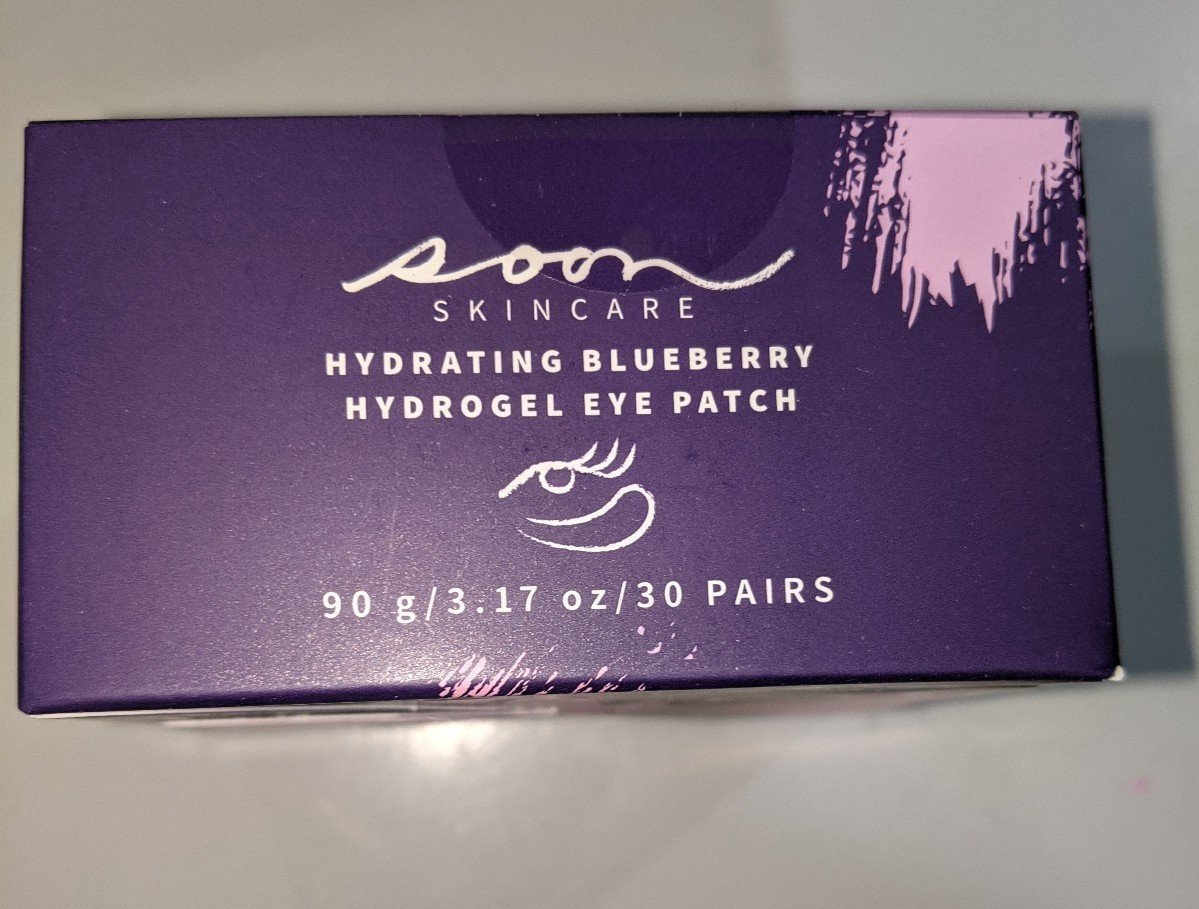 soon
SKINCARE
HYDRATING BLUEBERRY
HYDROGEL EYE PATCH
90 g/3.17 oz/30 PAIRS